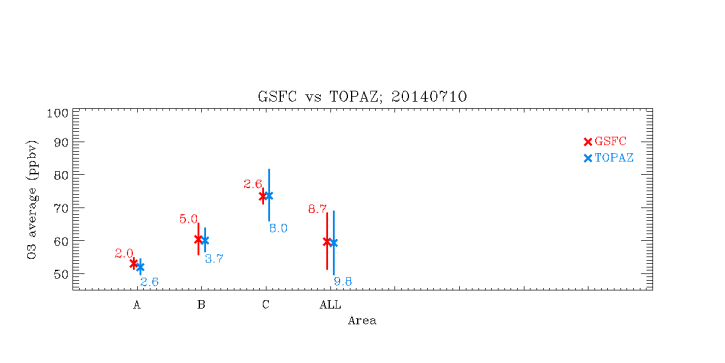 GSFC vs TOPAZ; 20140710
100
90
80
70
60
50
O3 average (ppbv)
GSFC
TOPAZ
2.0
2.6
5.0
3.7
2.6
8.0
8.7
9.8
A B C ALL
Area